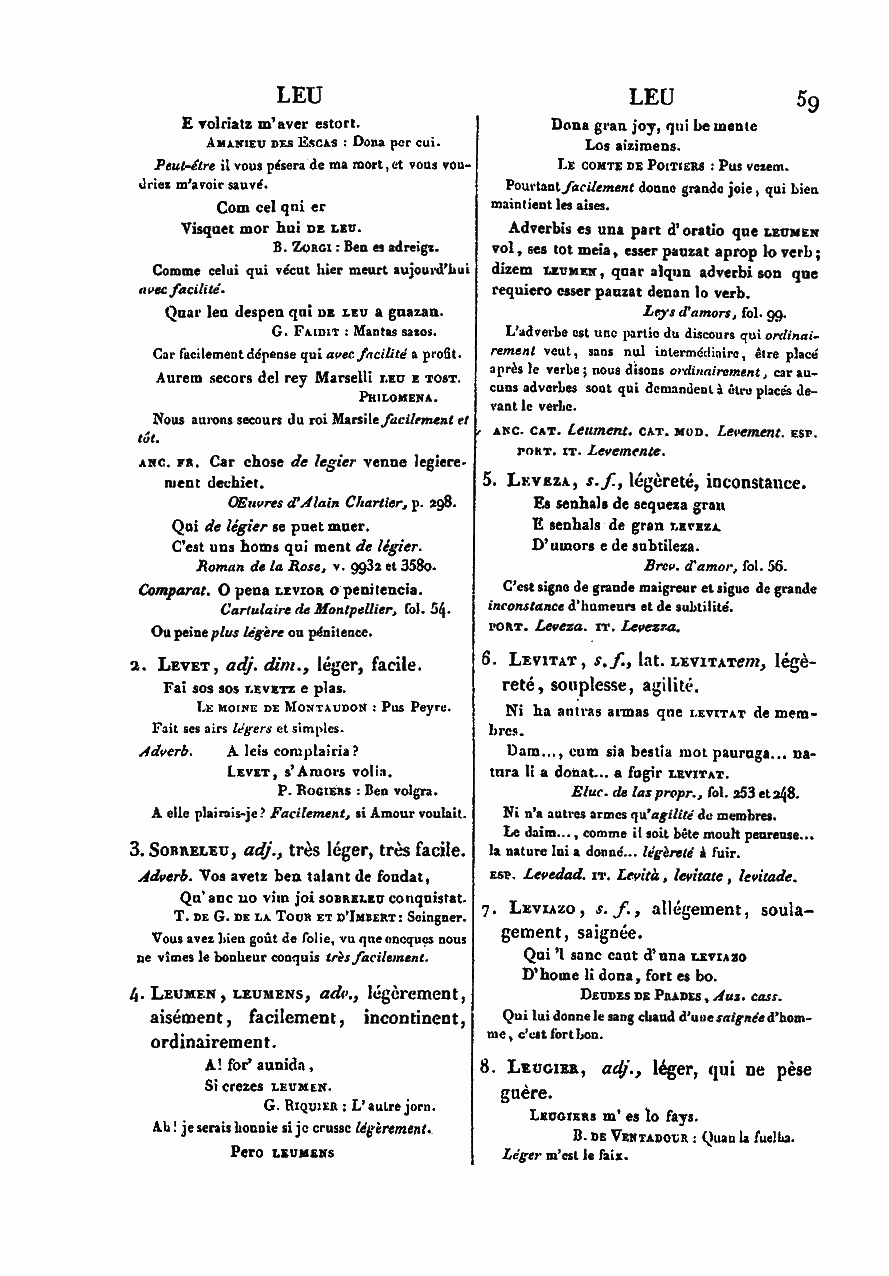 LEU
E volriatz m'aver estort.
AMANIEU DES ESCAS : Dona per cui.
Peut-être il vous pésera de ma mort, et vous vou-
driez m'avoir sauvé.
Com cel qui er
Visquet mor hui DE LEU.
B. ZORGI : Ben es adreigz.
Comme celui qui vécut hier meurt aujourd'hui
avec facilité.
Quar leu despen qui DE LEU a guazan.
G. FAIDIT : Mantas sazos.
Car facilement dépense qui avec facilité a profit.
Aurem secors del rey Marselli LEU E TOST.
PHILOMENA.
Nous aurons secours du roi Marsile facilement et
tôt.
ANC. FR. Car chose de legier venue legiere-
ment dechiet.
OEuvres d'Alain Chartier, p. 298.
Qui de légier se puet muer.
C'est uns homs qui ment de légier.
Roman de la Rose, v. 9932 et 3580.
Comparat. O pena LEVIOR o penitencia.
Cartulaire de Montpellier, fol. 54.
Ou peine plus légère ou pénitence.
2. LEVET, adj. dim., léger, facile.
Fai sos sos LEVETZ e plas.
LE MOINE DE MONTAUDON : Pus Peyre.
Fait ses airs légers et simples.
Adverb. A leis complairia?
LEVET, s'Amors volia.
P. ROGIERS : Ben volgra.
A elle plairais-je? Facilement, si Amour voulait.
3. SOBRELEU, adj., très léger, très facile.
Adverb. Vos avetz ben talant de foudat,
Qu'anc no vim joi SOBRELEU conquistat.
T. DE G. DE LA TOUR ET D'IMBERT : Seingner.
Vous avez bien goût de folie, vu que oncques nous
ne vîmes le bonheur conquis très facilement.
4. LEUMEN, LEUMENS, adv., légèrement,
aisément, facilement, incontinent,
ordinairement.
A! for' aunida,
Si crezes LEUMEN.
G. RIQUIER : L'autre jorn.
Ah! je serais honnie si je crusse légèrement.
Pero LEUMENS
LEU 59
Dona gran joy, qui be mente
Los aizimens.
LE COMTE DE POITIERS : Pus vezem.
Pourtant facilement donne grande joie, qui bien
maintient les aises.
Adverbis es una part d'oratio que LEUMEN
vol, ses tot meia, esser pauzat aprop lo verb;
dizem LEUMEN, quar alqun adverbi son que
requiero esser pauzat denan lo verb.
Leys d'amors, fol. 99.
L'adverbe est une partie du discours qui ordinai-
rement veut, sans nul intermédiaire, être placé
après le verbe; nous disons ordinairement, car au-
cuns adverbes sont qui demandent à être placés de-
vant le verbe.
ANC. CAT. Leument. CAT. MOD. Levement. ESP.
PORT. IT. Levemente.
5. LEVEZA, s. f., légèreté, inconstance.
Es senhals de sequeza gran
E senhals de gran LEVEZA
D'umors e de subtileza.
Brev. d'amor, fol. 56.
C'est signe de grande maigreur et signe de grande
inconstance d'humeurs et de subtilité.
PORT. Leveza. IT. Levezza.
6. LEVITAT, s. f., lat. LEVITATem, légè-
reté, souplesse, agilité.
Ni ha autras armas que LEVITAT de mem-
bres.
Dam..., cum sia bestia mot pauruga... na-
tura li a donat... a fugir LEVITAT.
Eluc. de las propr., fol. 253 et 248.
Ni n'a autres armes qu'agilité de membres.
Le daim..., comme il soit bête moult peureuse...
la nature lui a donné... légèreté à fuir.
ESP. Levedad. IT. Levità, levitate, levitade.
7. LEVIAZO, s. f., allégement, soula-
gement, saignée.
Qui 'l sanc caut d'una LEVIAZO
D'home li dona, fort es bo.
DEUDES DE PRADES, Aux. cass.
Qui lui donne le sang chaud d'une saignée d'hom-
me, c'est fort bon.
8. LEUGIER, adj., léger, qui ne pèse
guère.
LEUGIERS m'es lo fays.
B. DE VENTADOUR : Quan la fuelha.
Léger m'est le faix.